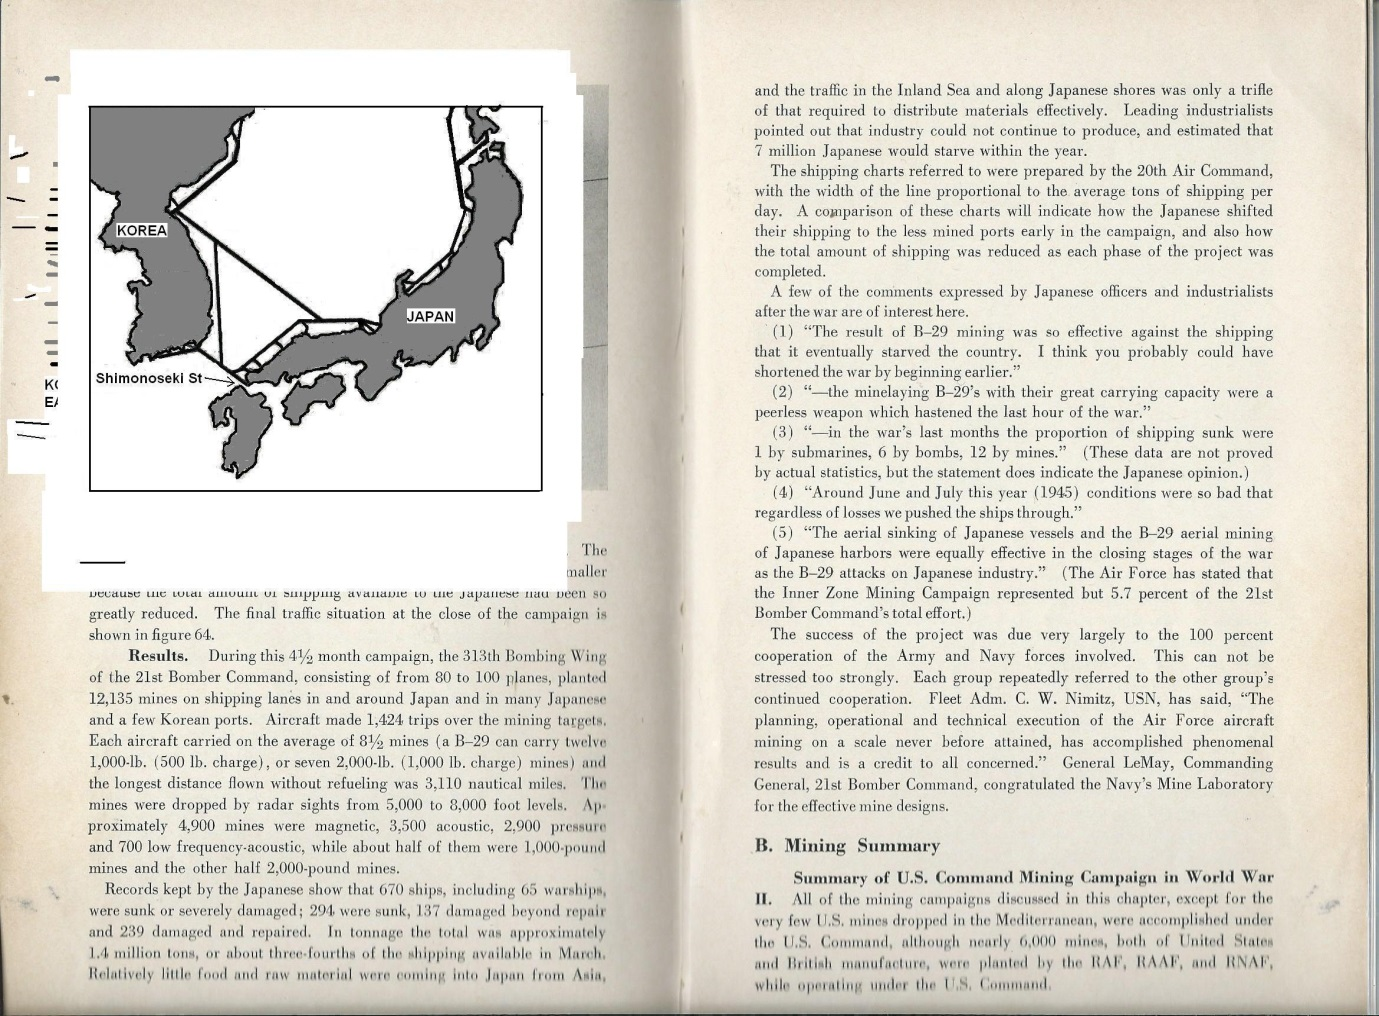 KOREA
JAPAN
Shimonoseki St
KO
EA
. The
maller
because the total amount of shipping available to the Japanese had been so
greatly reduced. The final traffic situation at the close of the campaign is
shown in figure 64.
Results. During this 4½ month campaign, the 313th Bombing Wing
of the 21st Bomber Command, consisting of from 80 to 100 planes, planted
12,135 mines on shipping lanes in and around Japan and in many Japanese
and a few Korean ports. Aircraft made 1,424 trips over the mining targets.
Each aircraft carried on the average of 8½ mines (a B–29 can carry twelve
1,000-lb. (500 lb. charge), or seven 2,000-lb. (1,000 lb. charge) mines) and
the longest distance flown without refueling was 3,110 nautical miles. The
mines were dropped by radar sights from 5,000 to 8,000 foot levels. Ap-
proximately 4,900 mines were magnetic, 3,500 acoustic, 2,900 pressure
and 700 low frequency-acoustic, while about half of them were 1,000-pound
mines and the other half 2,000-pound mines.
Records kept by the Japanese show that 670 ships, including 65 warships,
were sunk or severely damaged; 294 were sunk, 137 damaged beyond repair
and 239 damaged and repaired. In tonnage the total was approximately
1.4 million tons, or about three-fourths of the shipping available in March.
Relatively little food and raw material were coming into Japan from Asia,
and the traffic in the Inland Sea and along Japanese shores was only a trifle
of that required to distribute materials effectively. Leading industrialists
pointed out that industry could not continue to produce, and estimated that
7 million Japanese would starve within the year.
The shipping charts referred to were prepared by the 20th Air Command,
with the width of the line proportional to the average tons of shipping per
day. A comparison of these charts will indicate how the Japanese shifted
their shipping to the less mined ports early in the campaign, and also how
the total amount of shipping was reduced as each phase of the project was
completed.
A few of the comments expressed by Japanese officers and industrialists
after the war are of interest here.
(1) “The result of B–29 mining was so effective against the shipping
that it eventually starved the country. I think you probably could have
shortened the war by beginning earlier.”
(2) “—the minelaying B–29's with their great carrying capacity were a
peerless weapon which hastened the last hour of the war.”
(3) “—in the war's last months the proportion of shipping sunk were
1 by submarines, 6 by bombs, 12 by mines.” (These data are not proved
by actual statistics, but the statement does indicate the Japanese opinion.)
(4) “Around June and July this year (1945) conditions were so bad that
regardless of losses we pushed the ships through.”
(5) “The aerial sinking of Japanese vessels and the B–29 aerial mining
of Japanese harbors were equally effective in the closing stages of the war
as the B–29 attacks on Japanese industry.” (The Air Force has stated that
the Inner Zone Mining Campaign represented but 5.7 percent of the 21st
Bomber Command's total effort.)
The success of the project was due very largely to the 100 percent
cooperation of the Army and Navy forces involved. This can not be
stressed too strongly. Each group repeatedly referred to the other group's
continued cooperation. Fleet Adm. C. W. Nimitz, USN, has said, “The
planning, operational and technical execution of the Air Force aircraft
mining on a scale never before attained, has accomplished phenomenal
results and is a credit to all concerned.” General LeMay, Commanding
General, 21st Bomber Command, congratulated the Navy's Mine Laboratory
for the effective mine designs.
B. Mining Summary
Summary of U.S. Command Mining Campaign in World War
II. All of the mining campaigns discussed in this chapter, except for the
very few U.S. mines dropped in the Mediterranean, were accomplished under
the U.S. Command, although nearly 6,000 mines, both of United States
and British manufacture, were planted by the RAF, RAAF, and RNAF,
while operating under the U.S. Command.